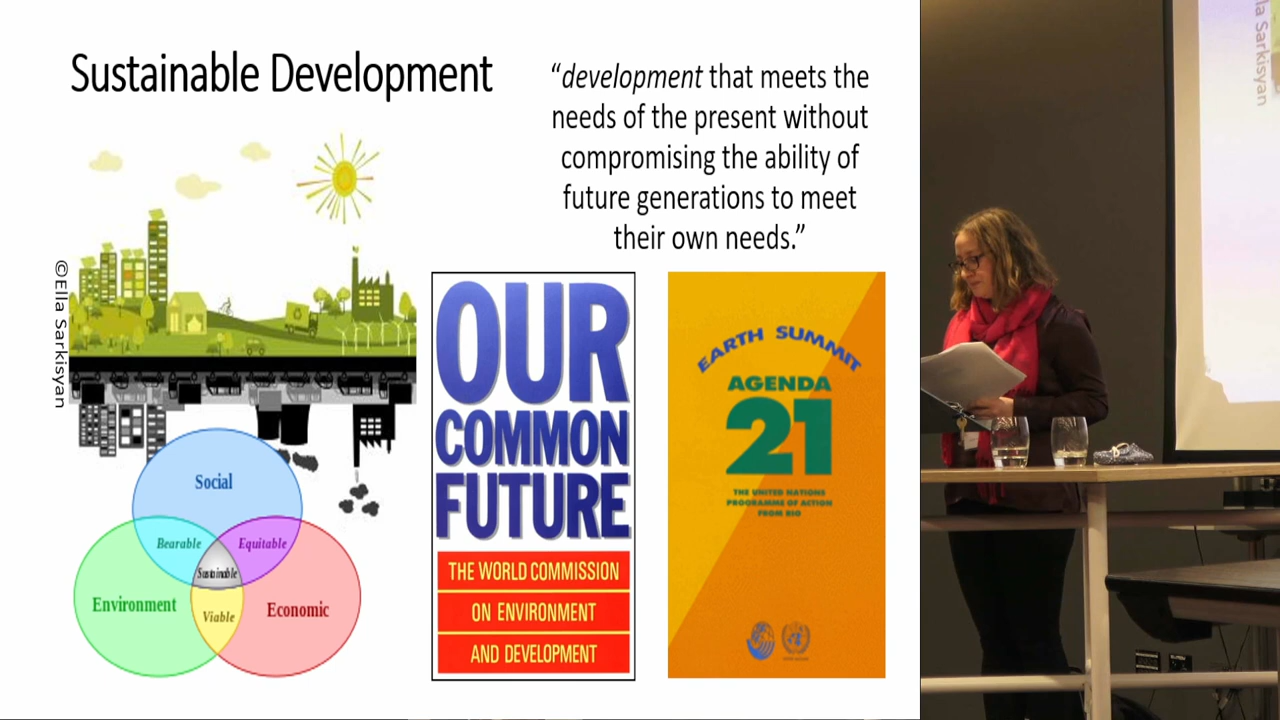 Sustainable Development
“development that meets the
needs of the present without
compromising the ability of
future generations to meet
their own needs.”
©Ella Sarkisyan
Social
Bearable
Equitable
Sustainable
Environment
Viable
Economic
OUR
COMMON
FUTURE
THE WORLD COMMISSION
ON ENVIRONMENT
AND DEVELOPMENT
EARTH SUMMIT
AGENDA
21
THE UNITED NATIONS
PROGRAMME OF ACTION
FROM RIO
la Sarkisyan